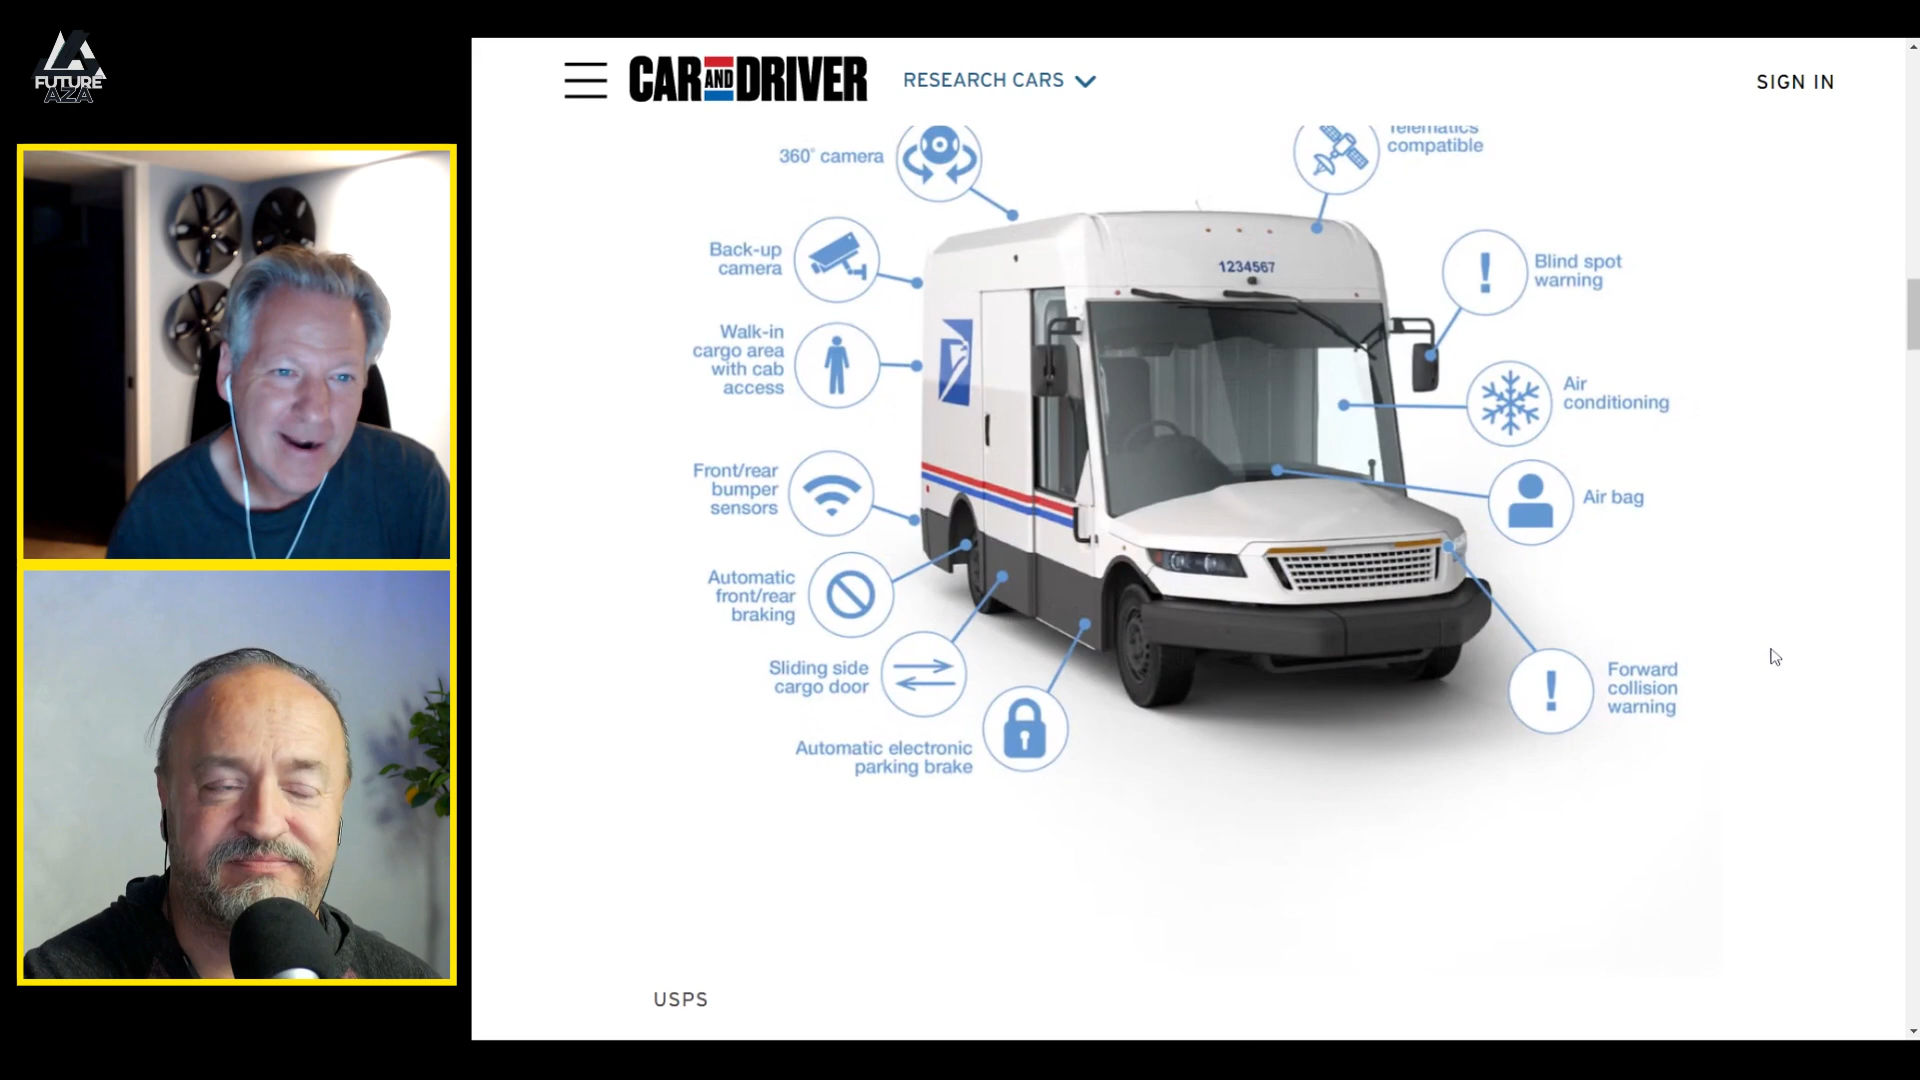 FUTURE
AZA
CAR AND DRIVER
RESEARCH CARS
SIGN IN
360° camera
Telematics
compatible
Back-up
camera
1234567
Blind spot
warning
Walk-in
cargo area
with cab
access
Air
conditioning
Front/rear
bumper
sensors
Air bag
Automatic
front/rear
braking
Sliding side
cargo door
Forward
collision
warning
Automatic electronic
parking brake
USPS